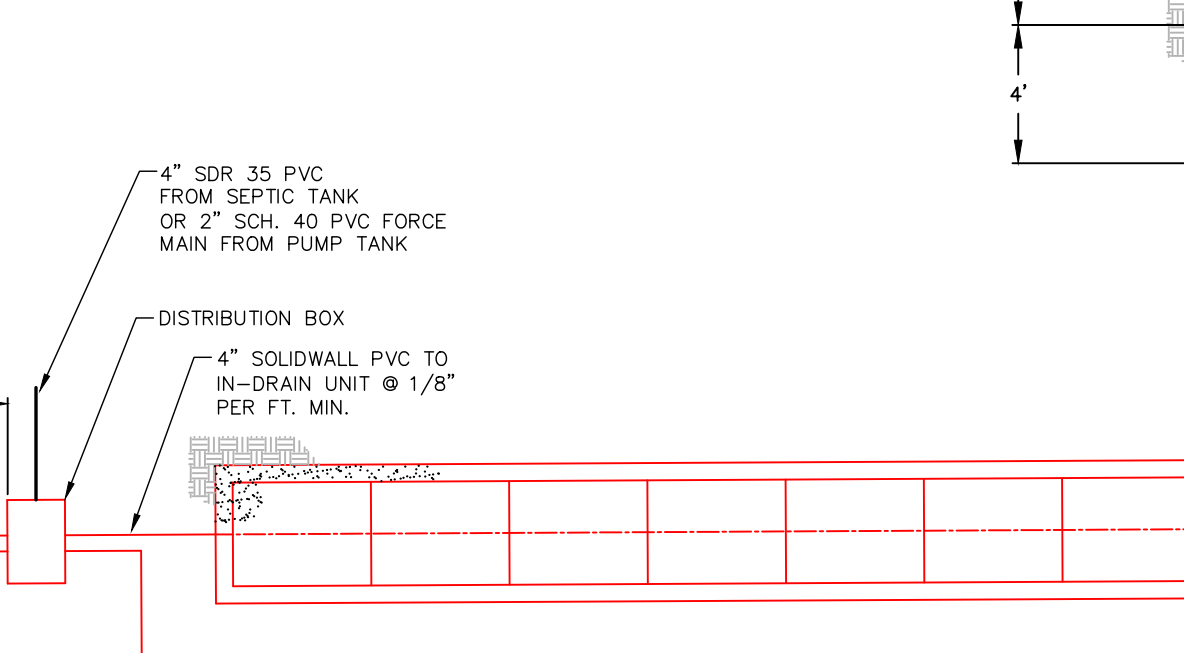 4'
4" SDR 35 PVC
FROM SEPTIC TANK
OR 2" SCH. 40 PVC FORCE
MAIN FROM PUMP TANK
DISTRIBUTION BOX
4" SOLIDWALL PVC TO
IN-DRAIN UNIT @ 1/8"
PER FT. MIN.